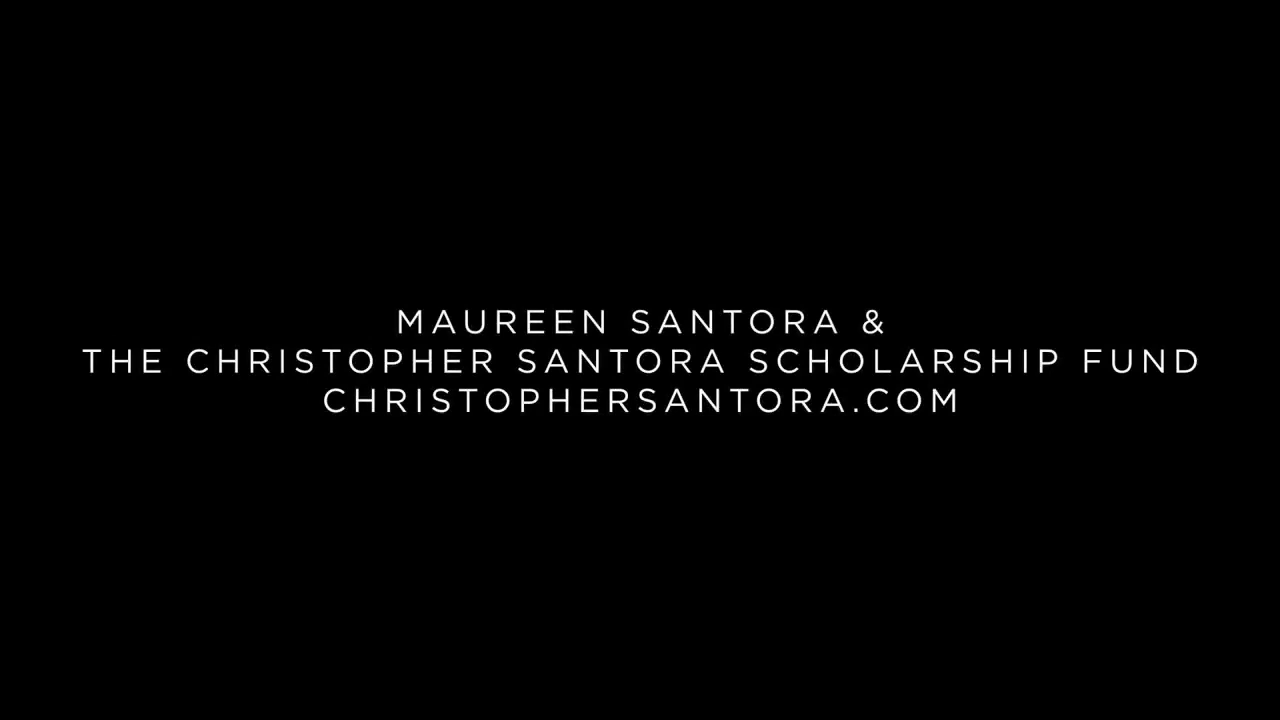 MAUREEN SANTORA &
THE CHRISTOPHER SANTORA SCHOLARSHIP FUND
CHRISTOPHERSANTORA.COM